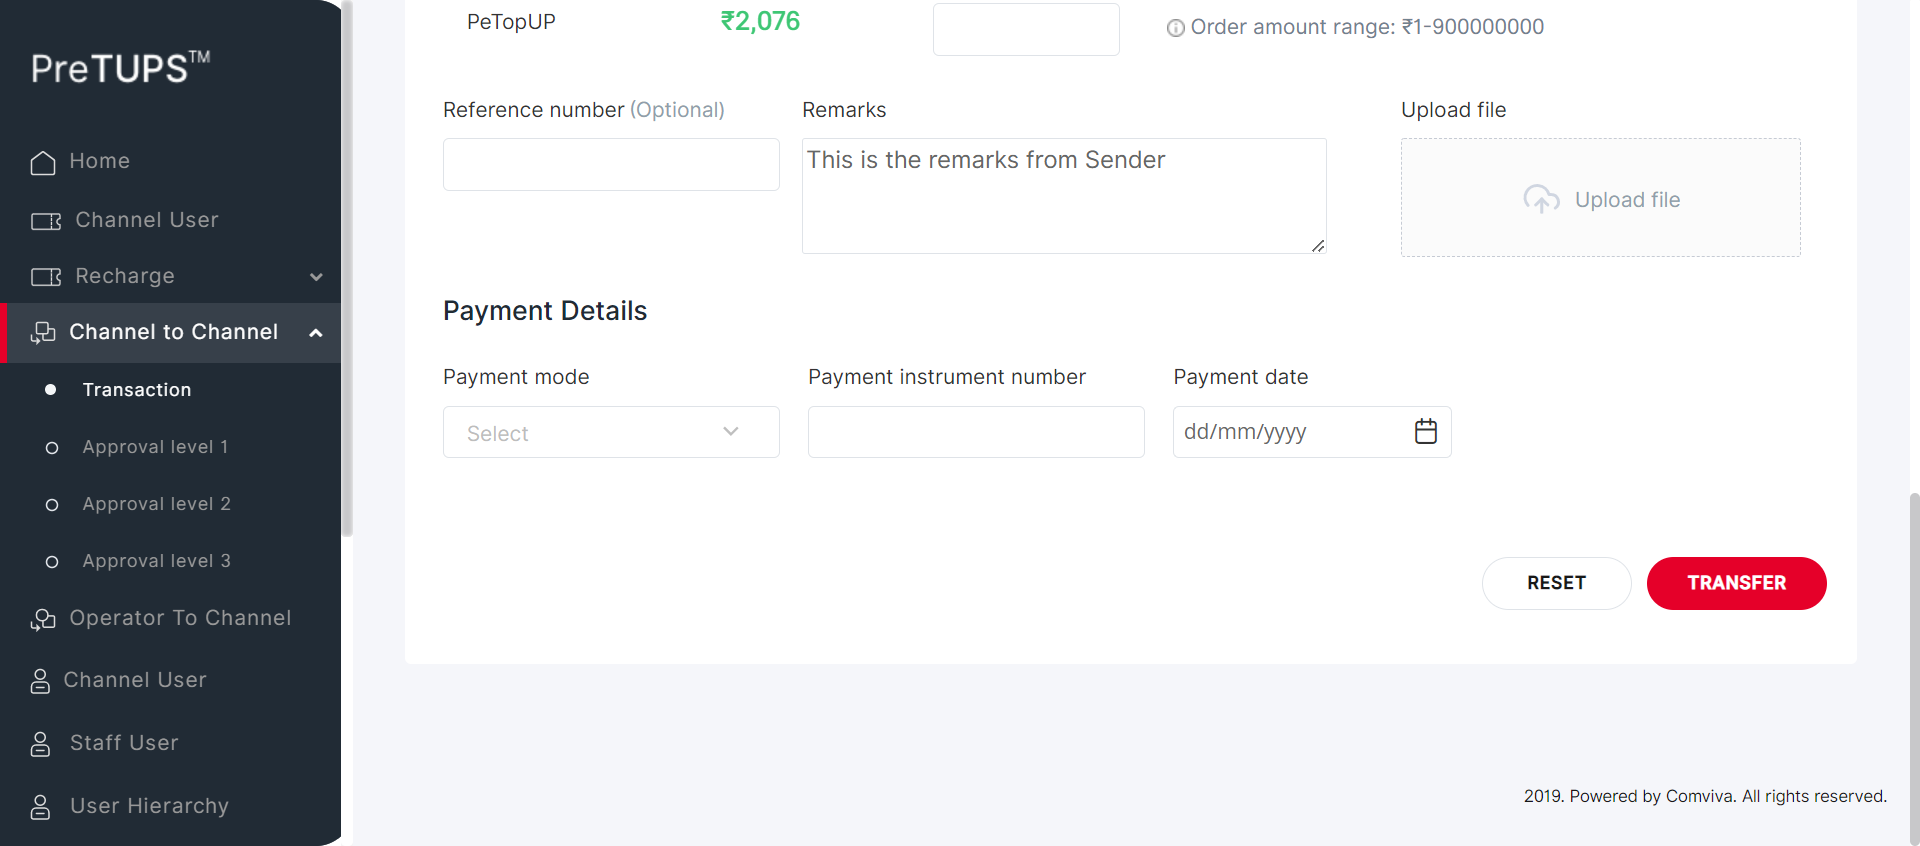 PreTUPS™
Home
Channel User
Recharge
Channel to Channel
Transaction
Approval level 1
Approval level 2
Approval level 3
Operator To Channel
Channel User
Staff User
User Hierarchy
PeTopUP ₹2,076 Order amount range: ₹1-900000000
Reference number (Optional) Remarks Upload file
This is the remarks from Sender
Upload file
Payment Details
Payment mode Payment instrument number Payment date
Select dd/mm/yyyy
RESET TRANSFER
2019. Powered by Comviva. All rights reserved.